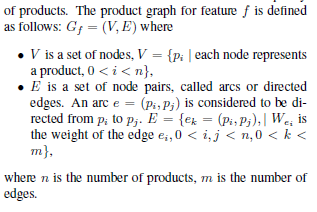 of products. The product graph for feature f is defined
as follows: G_f = (V, E) where
• V is a set of nodes, V = {p_i | each node represents
a product, 0 < i < n},
• E is a set of node pairs, called arcs or directed
edges. An arc e = (p_i, p_j) is considered to be di-
rected from p_i to p_j. E = {e_k = (p_i, p_j), | W_{e_i} is
the weight of the edge e_i, 0 < i, j < n, 0 < k <
m},
where n is the number of products, m is the number of
edges.